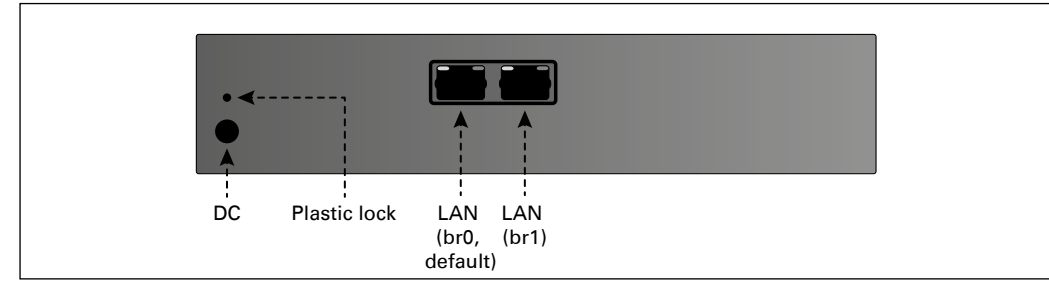 DC
Plastic lock
LAN
(br0,
default)
LAN
(br1)